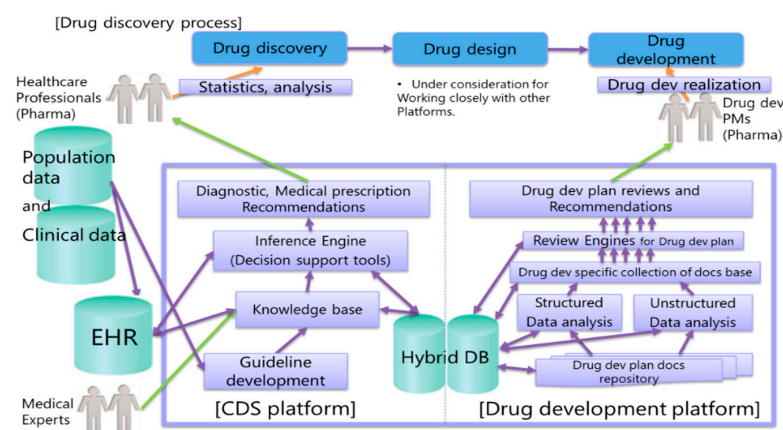 [Drug discovery process]
Drug discovery
Drug design
Drug
development
Healthcare
Professionals
(Pharma)
Statistics, analysis
• Under consideration for
Working closely with other
Platforms.
Drug dev realization
Drug dev
PMs
(Pharma)
Population
data
and
Clinical data
Diagnostic, Medical prescription
Recommendations
Drug dev plan reviews and
Recommendations
Inference Engine
(Decision support tools)
Review Engines for Drug dev plan
Drug dev specific collection of docs base
Knowledge base
Structured
Data analysis
Unstructured
Data analysis
EHR
Hybrid DB
Guideline
development
Drug dev plan docs
repository
Medical
Experts
[CDS platform]
[Drug development platform]